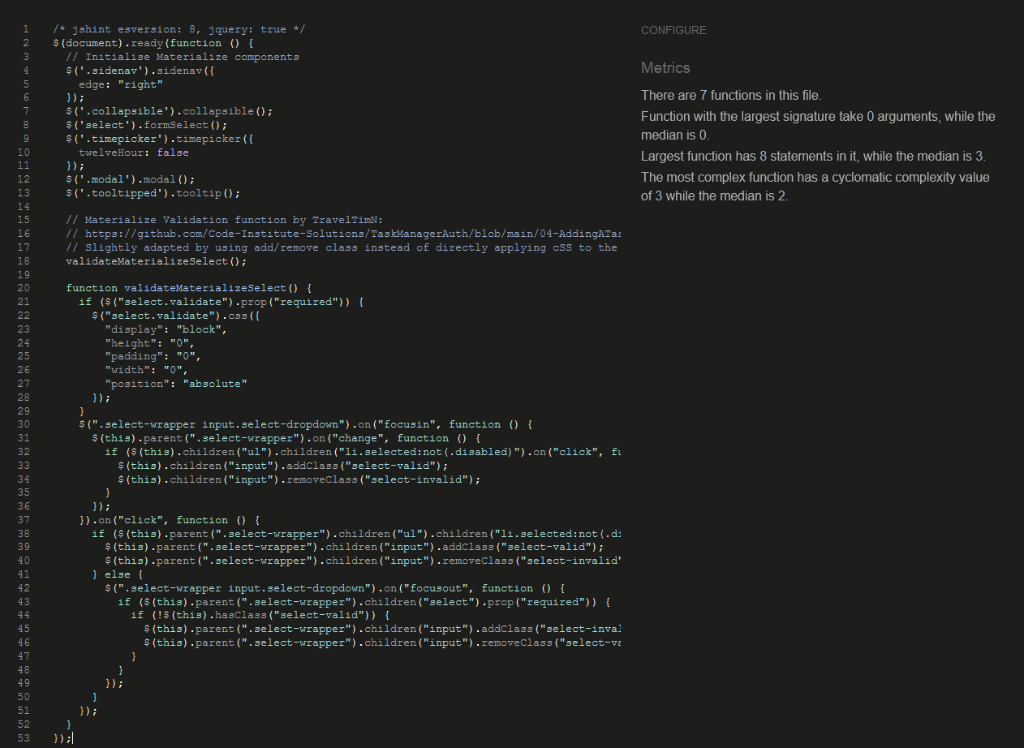 1 /* jshint esversion: 8, jquery: true */
2 $(document).ready(function () {
3 // Initialise Materialize components
4 $('.sidenav').sidenav({
5 edge: "right"
6 });
7 $('.collapsible').collapsible();
8 $('select').formSelect();
9 $('.timepicker').timepicker({
10 twelveHour: false
11 });
12 $('.modal').modal();
13 $('.tooltipped').tooltip();
14
15 // Materialize Validation function by TravelTimN:
16 // https://github.com/Code-Institute-Solutions/TaskManagerAuth/blob/main/04-AddingATas
17 // Slightly adapted by using add/remove class instead of directly applying cSS to the
18 validateMaterializeSelect();
19
20 function validateMaterializeSelect() {
21 if ($("select.validate").prop("required")) {
22 $("select.validate").css({
23 "display": "block",
24 "height": "0",
25 "padding": "0",
26 "width": "0",
27 "position": "absolute"
28 });
29 }
30 $(".select-wrapper input.select-dropdown").on("focusin", function () {
31 $(this).parent(".select-wrapper").on("change", function () {
32 if ($(this).children("ul").children("li.selected:not(.disabled)").on("click", fu
33 $(this).children("input").addClass("select-valid");
34 $(this).children("input").removeClass("select-invalid");
35 }
36 });
37 }).on("click", function () {
38 if ($(this).parent(".select-wrapper").children("ul").children("li.selected:not(.di
39 $(this).parent(".select-wrapper").children("input").addClass("select-valid");
40 $(this).parent(".select-wrapper").children("input").removeClass("select-invalid"
41 } else {
42 $(".select-wrapper input.select-dropdown").on("focusout", function () {
43 if ($(this).parent(".select-wrapper").children("select").prop("required")) {
44 if (!$(this).hasClass("select-valid")) {
45 $(this).parent(".select-wrapper").children("input").addClass("select-inval
46 $(this).parent(".select-wrapper").children("input").removeClass("select-va
47 }
48 }
49 });
50 }
51 });
52 }
53 });
CONFIGURE
Metrics
There are 7 functions in this file.
Function with the largest signature take 0 arguments, while the
median is 0.
Largest function has 8 statements in it, while the median is 3.
The most complex function has a cyclomatic complexity value
of 3 while the median is 2.